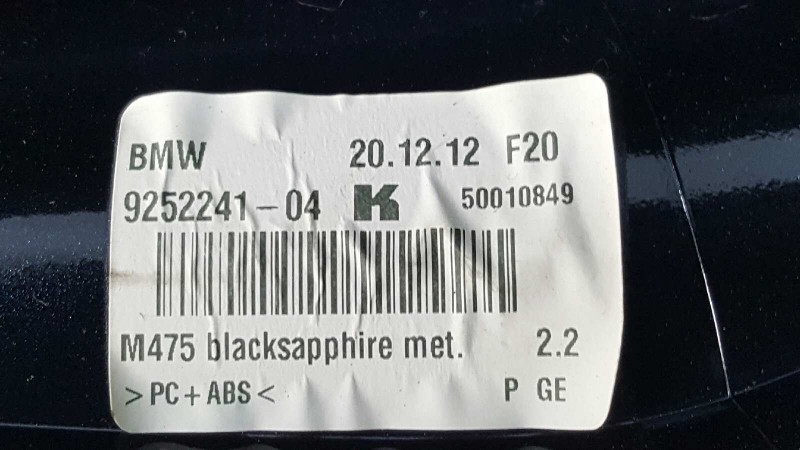 BMW 20.12.12 F20
9252241-04 K 50010849
M475 blacksapphire met. 2.2
>PC+ABS< P GE